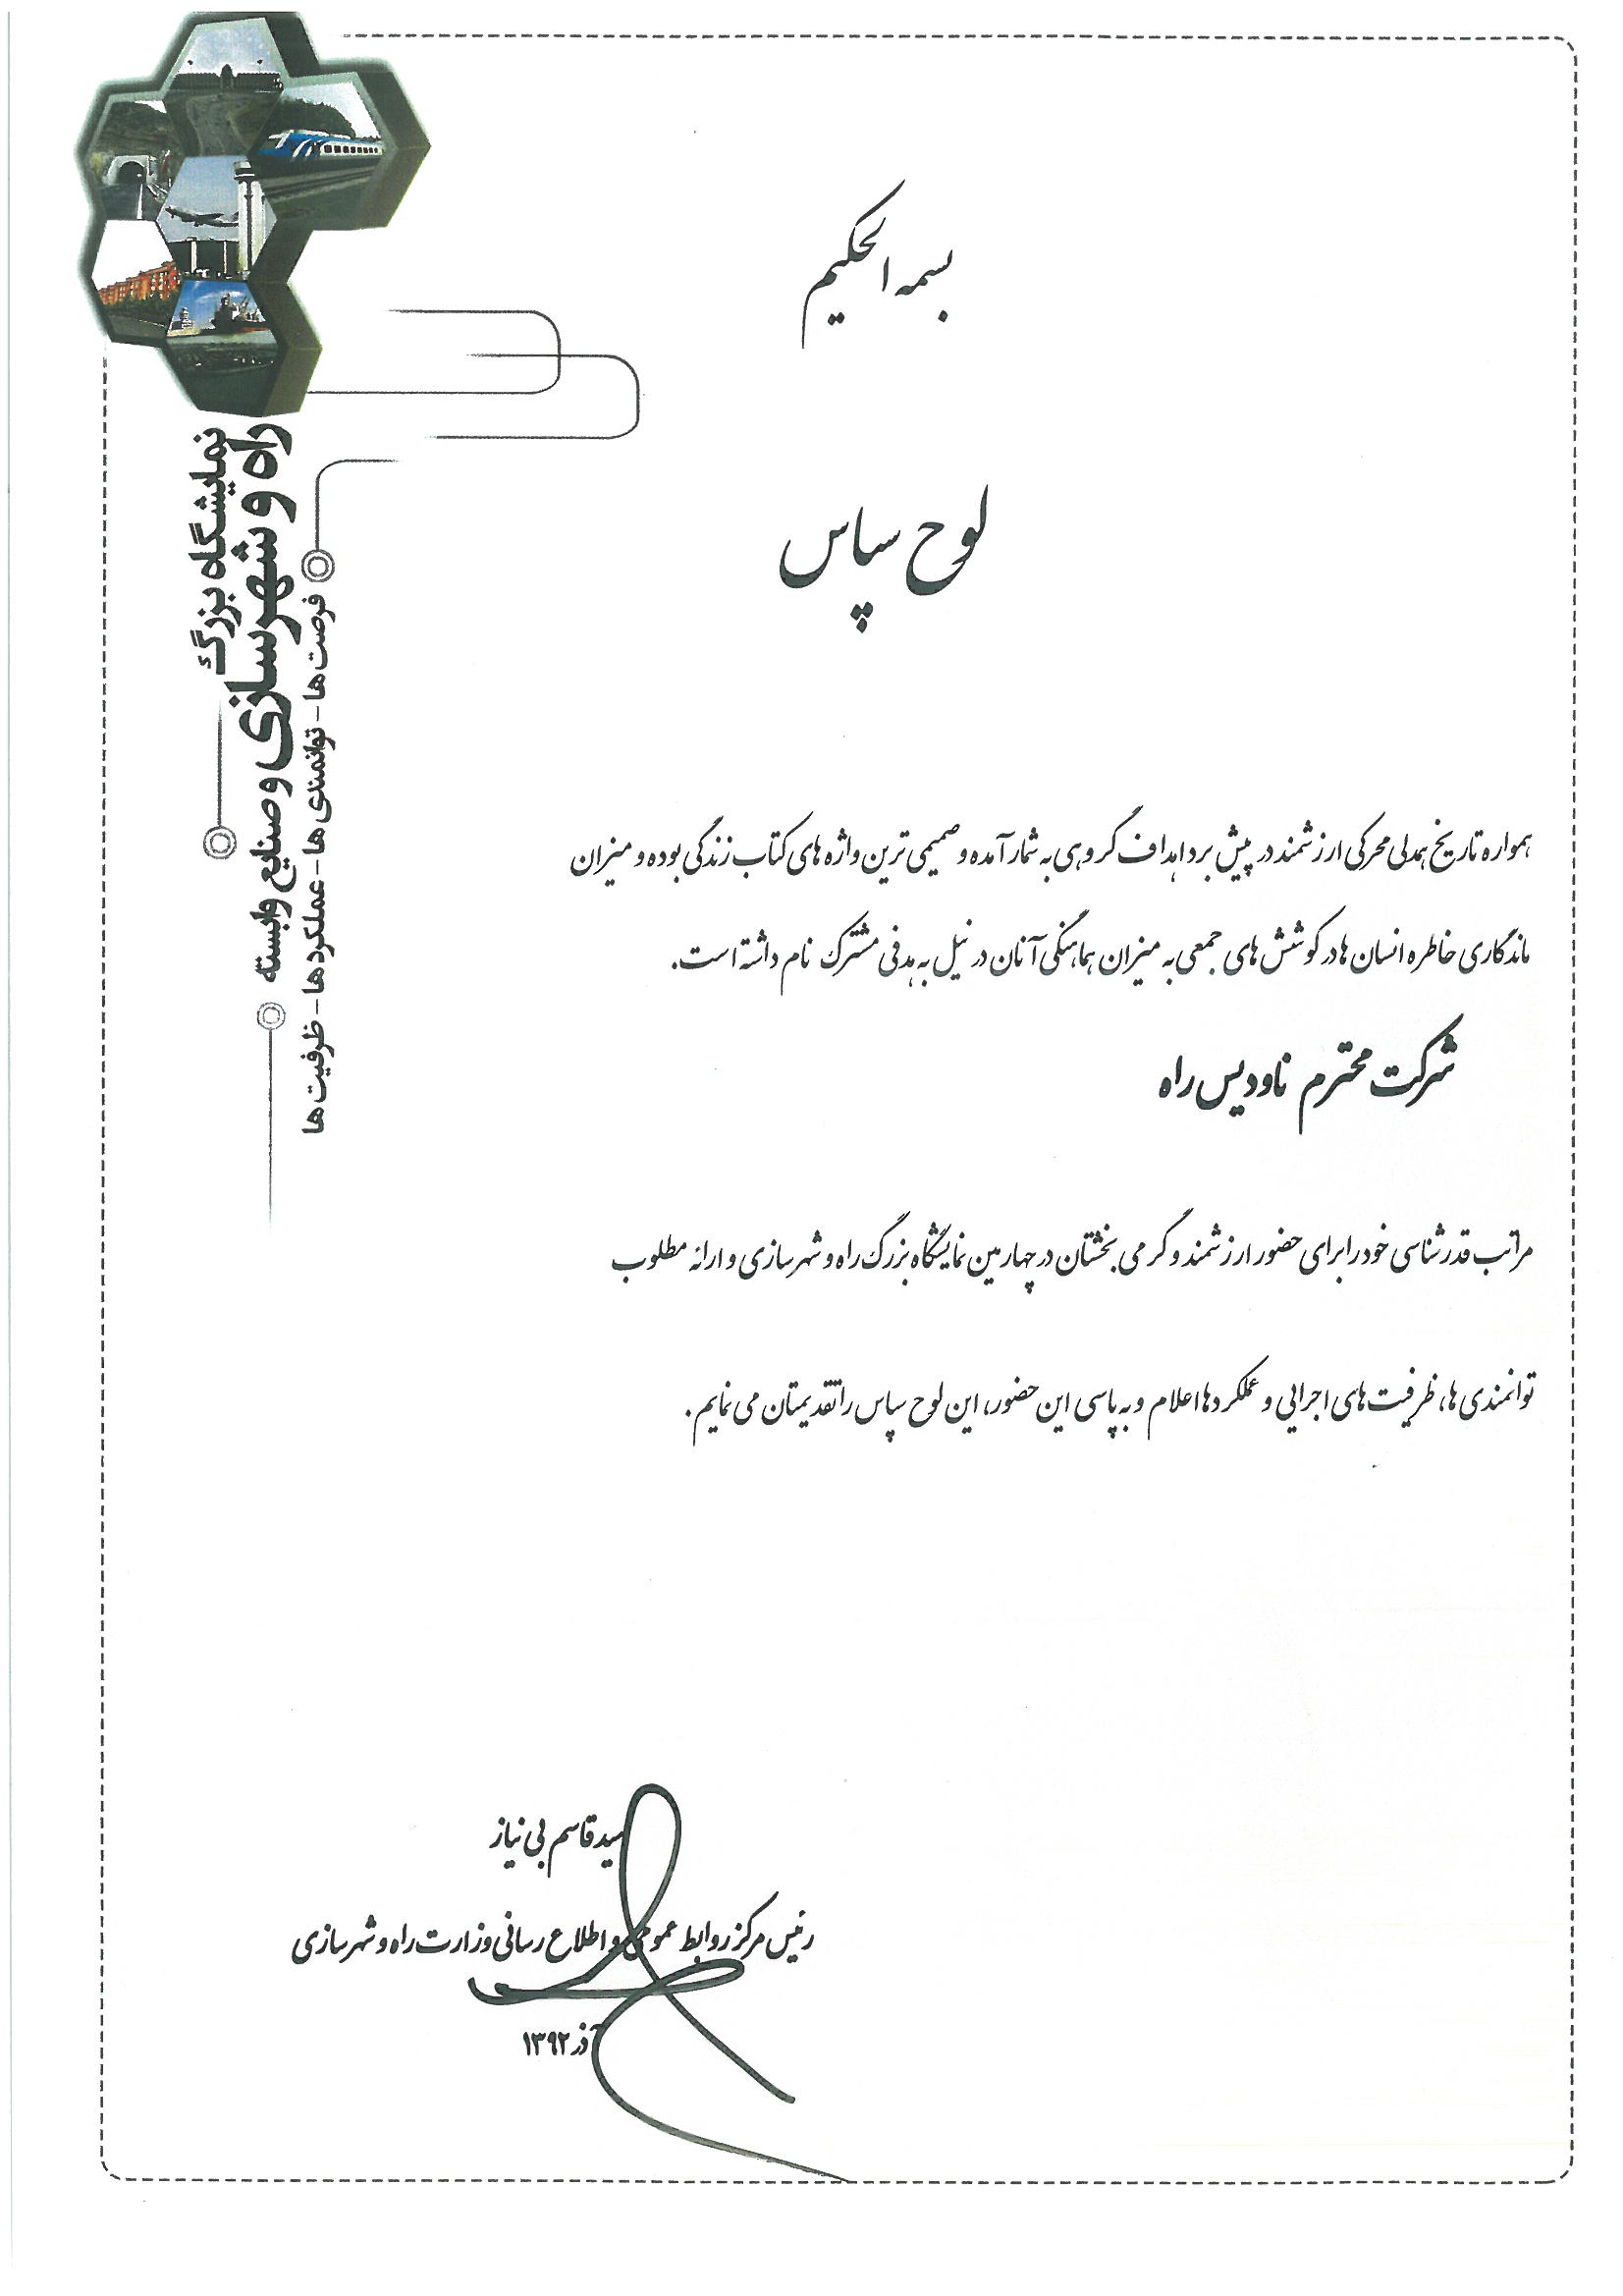 بسمه الحکیم
لوح سپاس
نمایشگاه بزرگ
راه و شهرسازی و صنایع وابسته
فرصت ها - توانمندی ها - عملکردها - ظرفیت ها
همواره تاریخ همدلی محرکی ارزشمند در پیش برد اهداف گروهی به شمار آمده و صمیمی ترین واژه های کتاب زندگی بوده و میزان
ماندگاری خاطره انسان ها در کوشش های جمعی به میزان هماهنگی آنان در نیل به هدفی مشترک نام داشته است.
شرکت محترم ناودیس راه
مراتب قدرشناسی خود را برای حضور ارزشمند و گرمی بخشتان در چهارمین نمایشگاه بزرگ راه و شهرسازی و ارائه مطلوب
توانمندی ها، ظرفیت های اجرایی و عملکردها اعلام و به پاسی این حضور، این لوح سپاس را تقدیمتان می نمایم.
سید قاسم بی نیاز
رئیس مرکز روابط عمومی و اطلاع رسانی وزارت راه و شهرسازی
آذر ۱۳۹۲